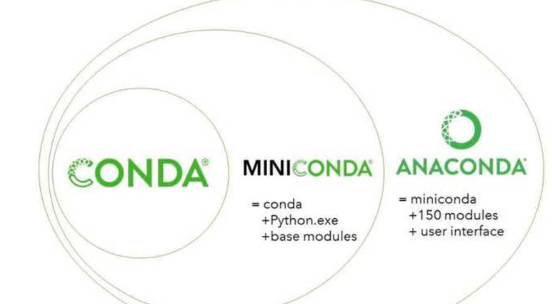 CONDA®
MINICONDA®
= conda
+Python.exe
+base modules
ANACONDA®
= miniconda
+150 modules
+ user interface